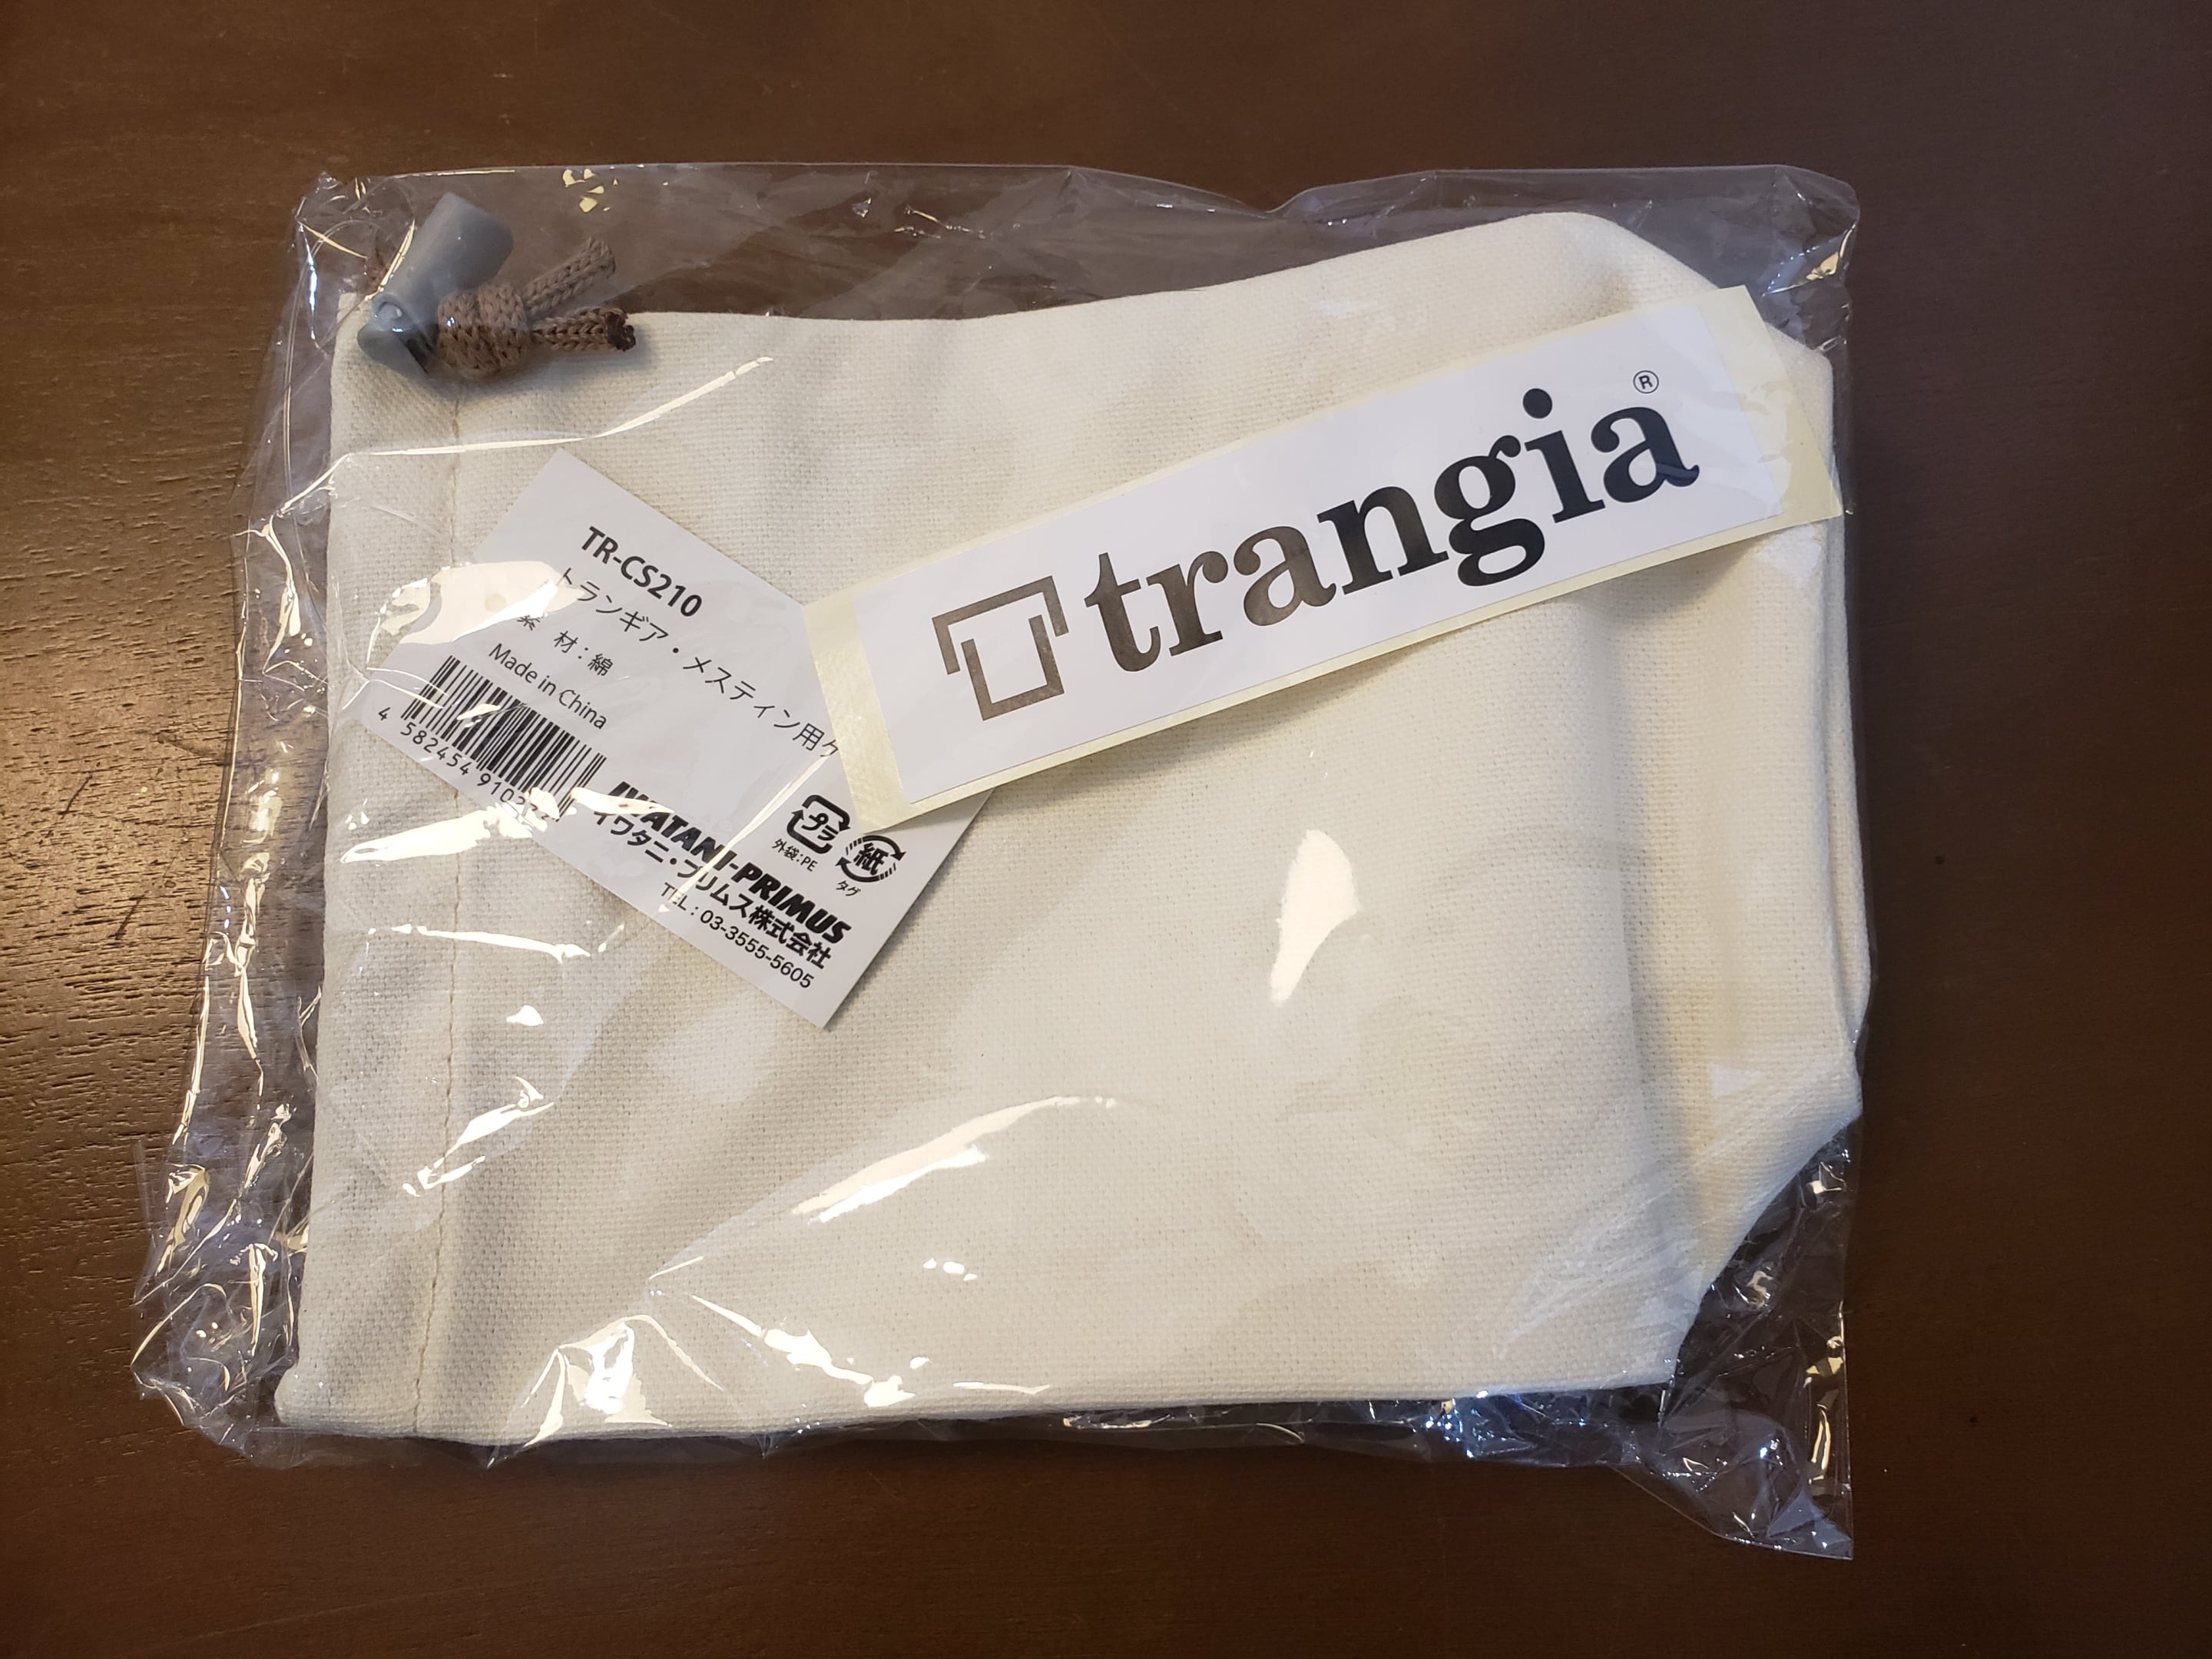 trangia®
TR-CS210
トランギア・メスティン用ケ
素 材：綿
Made in China
4 582454 910
プラ
外装:PE
紙
タグ
IWATANI-PRIMUS
イワタニ・プリムス株式会社
TEL : 03-3555-5605